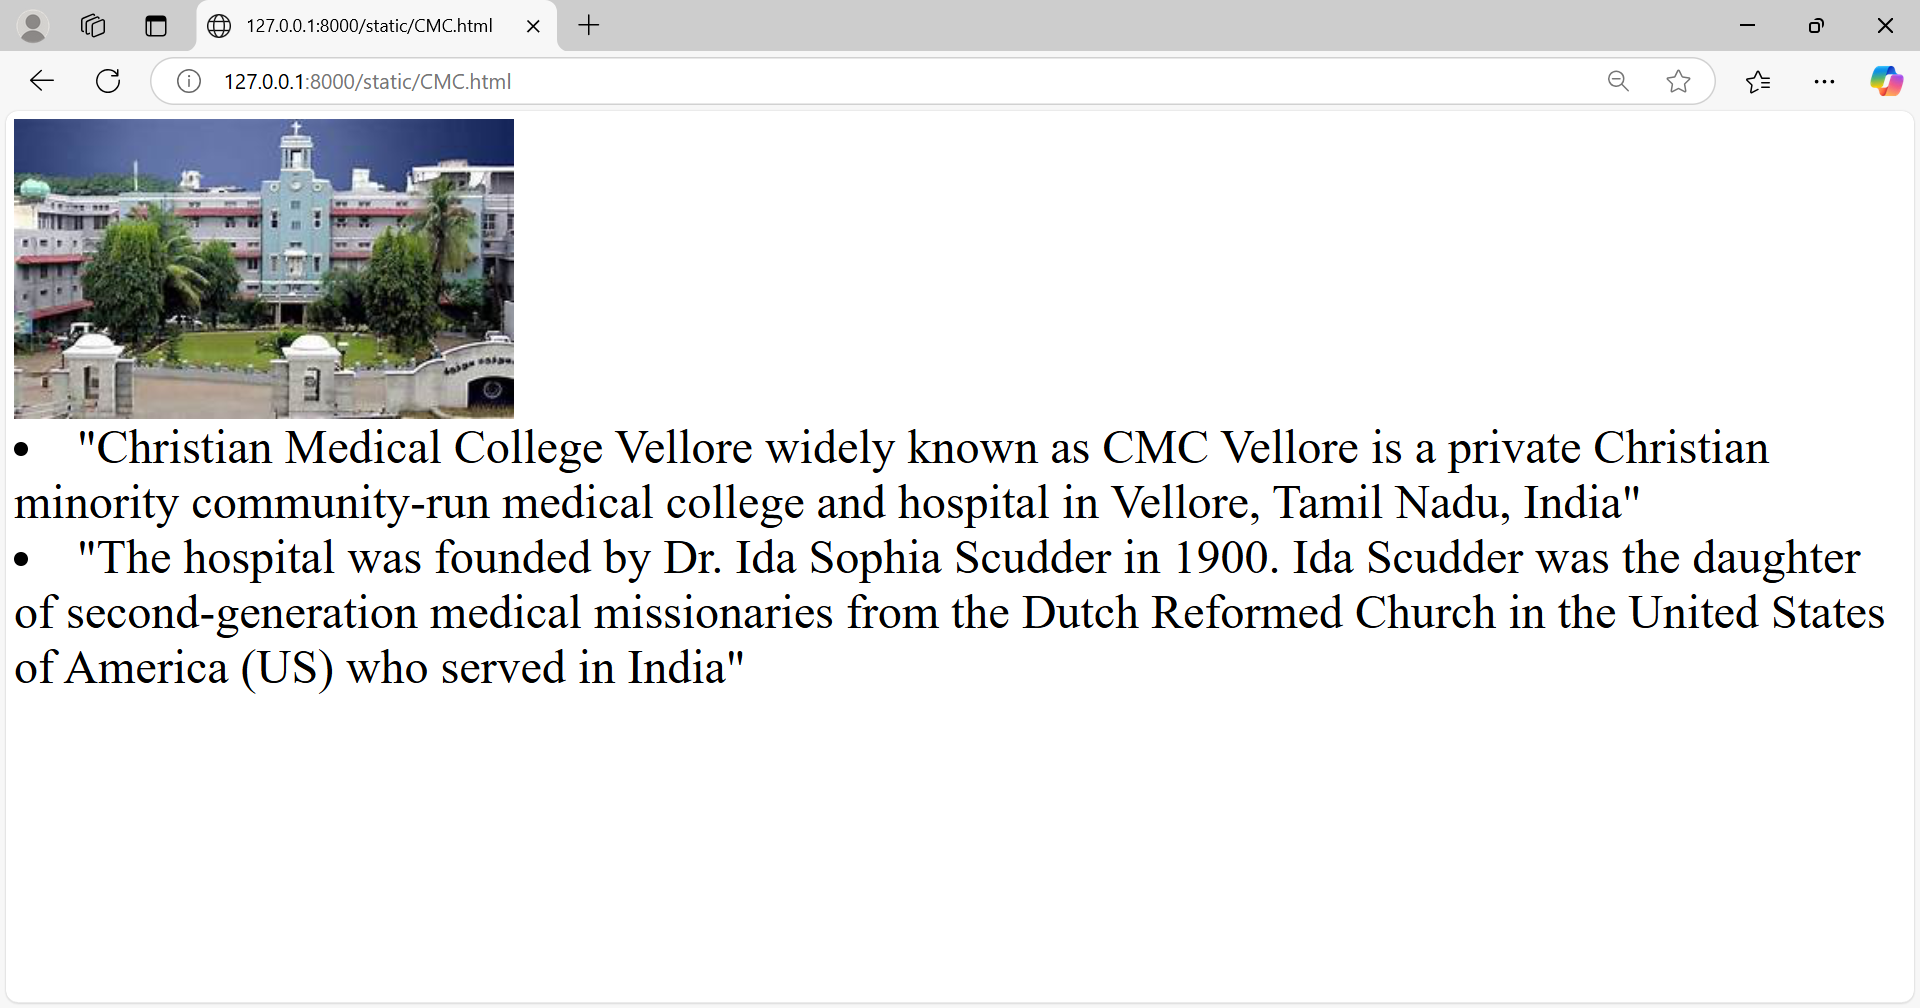 127.0.0.1:8000/static/CMC.html
127.0.0.1:8000/static/CMC.html
• "Christian Medical College Vellore widely known as CMC Vellore is a private Christian
minority community-run medical college and hospital in Vellore, Tamil Nadu, India"
• "The hospital was founded by Dr. Ida Sophia Scudder in 1900. Ida Scudder was the daughter
of second-generation medical missionaries from the Dutch Reformed Church in the United States
of America (US) who served in India"